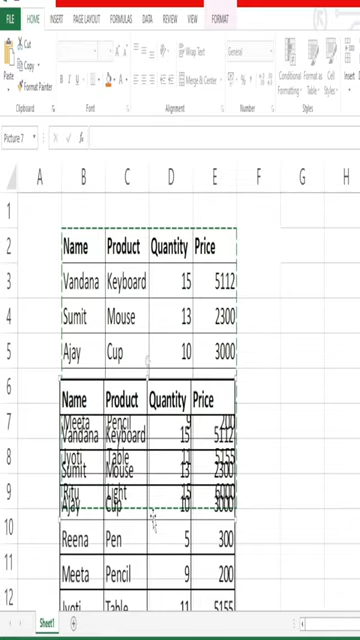 FILE HOME INSERT PAGE LAYOUT FORMULAS DATA REVIEW VIEW FORMAT
Cut
Copy
Format Painter
Paste
Wrap Text
Merge & Center
General
Conditional Formatting
Format as Table
Cell Styles
Insert
Clipboard Font Alignment Number Styles
Picture 7
A B C D E F G H
1
2 Name Product Quantity Price
3 Vandana Keyboard 15 5112
4 Sumit Mouse 13 2300
5 Ajay Cup 10 3000
6 Name Product Quantity Price
7 Meeta Pencil 9 200
Vandana Keyboard 15 5112
8 Jyoti Table 11 5155
Sumit Mouse 13 2300
9 Ritu 15
Ajay Cup 10 3000
10 Reena Pen 5 300
11 Meeta Pencil 9 200
12 Jyoti Table 11 5155
Sheet1